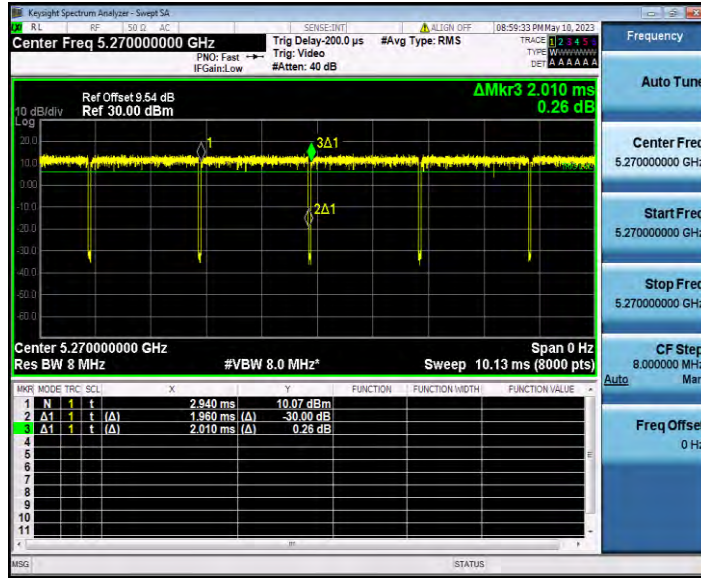 Keysight Spectrum Analyzer - Swept SA
RL RF 50 Ω AC SENSE:INT ALIGN OFF 08:59:33 PM May 10, 2023
Center Freq 5.270000000 GHz
Trig Delay-200.0 µs #Avg Type: RMS
TRACE 1 2 3 4 5 6
PNO: Fast Trig: Video
TYPE WWWWWW
IFGain:Low #Atten: 40 dB
DET A A A A A A
Frequency
Auto Tune
ΔMkr3 2.010 ms
0.26 dB
Ref Offset 9.54 dB
10 dB/div Ref 30.00 dBm
Log
20.0
10.0
0.00
-10.0
-20.0
-30.0
-40.0
-50.0
-60.0
1
3Δ1
2Δ1
Center Freq
5.270000000 GHz
Start Freq
5.270000000 GHz
Stop Freq
5.270000000 GHz
CF Step
8.000000 MHz
Auto Man
Freq Offset
0 Hz
Center 5.270000000 GHz Span 0 Hz
Res BW 8 MHz #VBW 8.0 MHz* Sweep 10.13 ms (8000 pts)
MKR MODE TRC SCL X Y FUNCTION FUNCTION WIDTH FUNCTION VALUE
1 N 1 t 2.940 ms 10.07 dBm
2 Δ1 1 t (Δ) 1.960 ms (Δ) -30.00 dB
3 Δ1 1 t (Δ) 2.010 ms (Δ) 0.26 dB
4
5
6
7
8
9
10
11
MSG STATUS